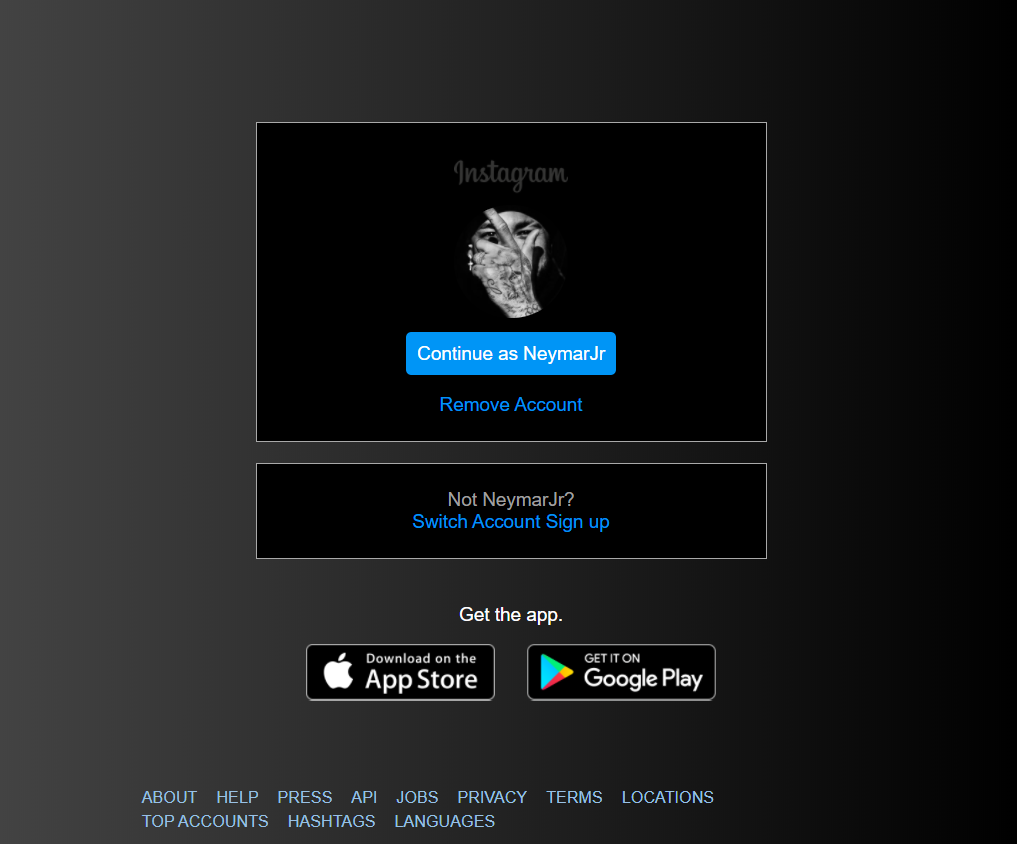 Instagram
Continue as NeymarJr
Remove Account
Not NeymarJr?
Switch Account Sign up
Get the app.
Download on the
App Store
GET IT ON
Google Play
ABOUT HELP PRESS API JOBS PRIVACY TERMS LOCATIONS
TOP ACCOUNTS HASHTAGS LANGUAGES